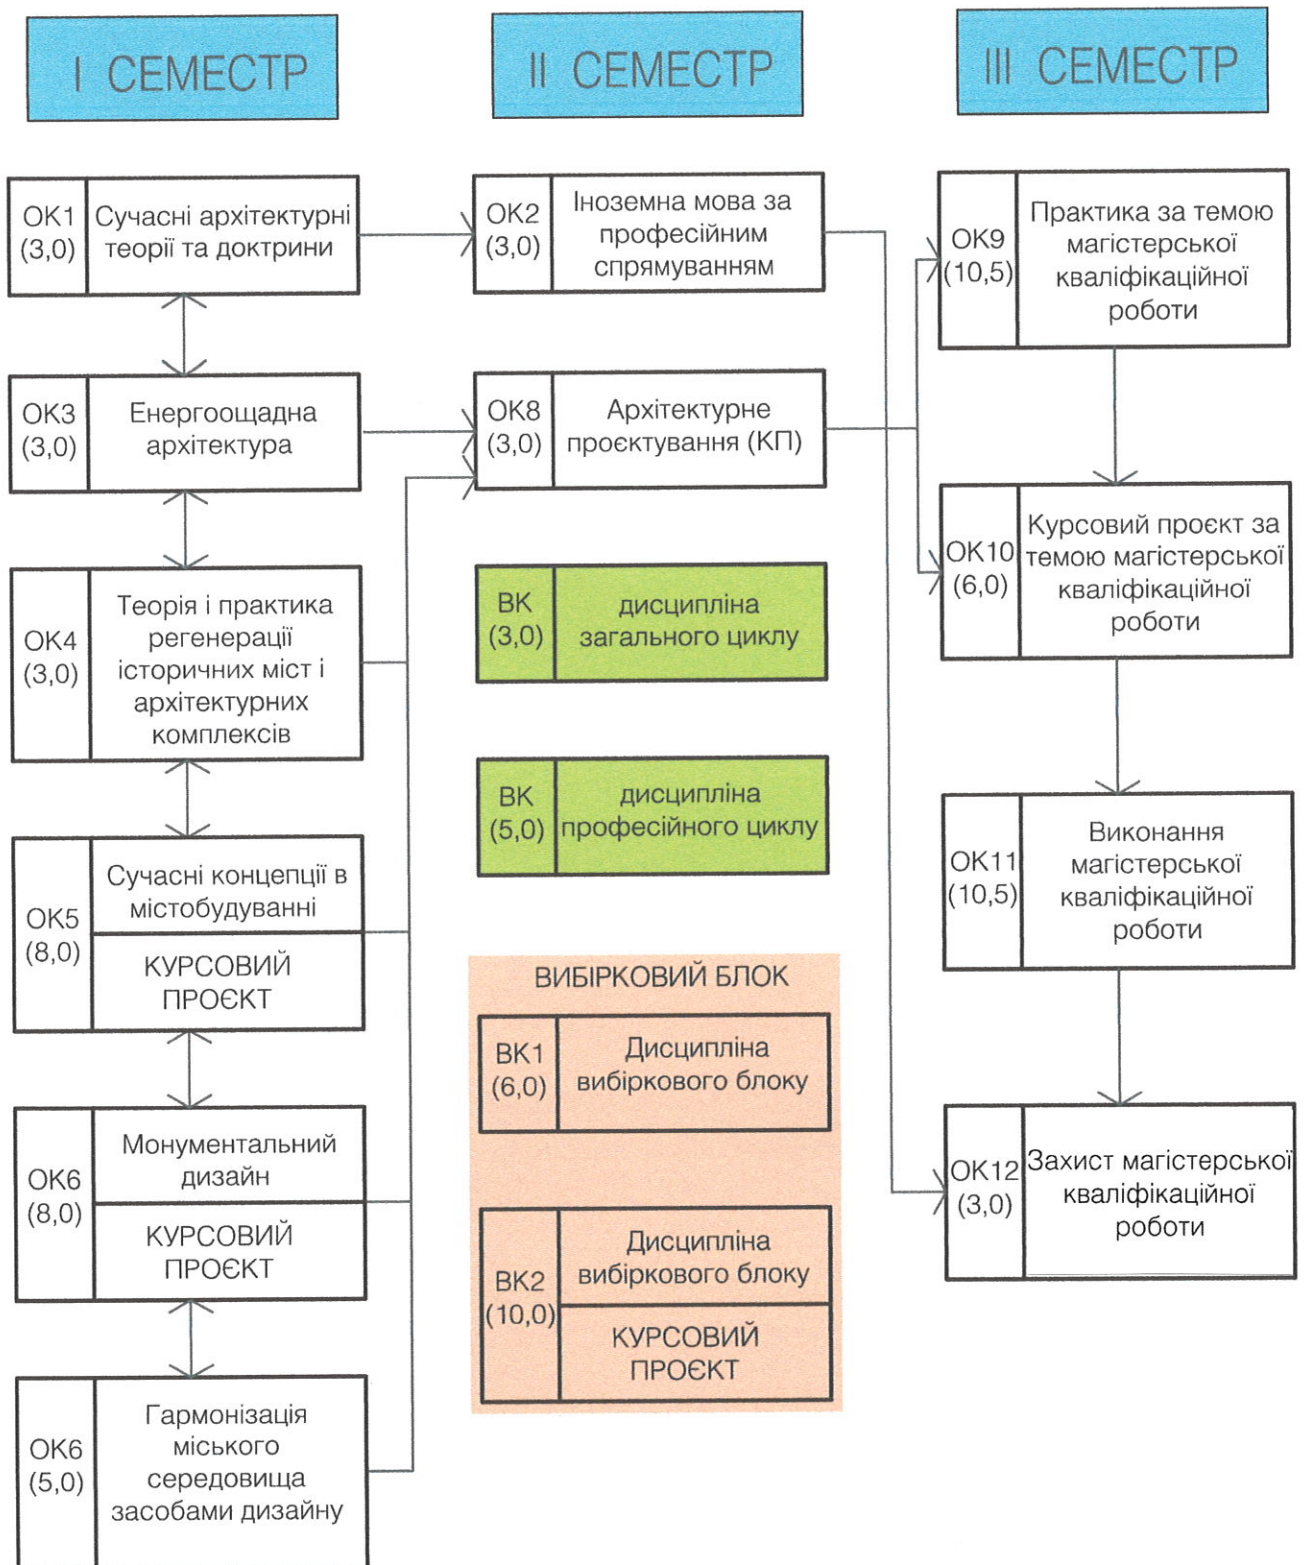 І СЕМЕСТР
ІІ СЕМЕСТР
ІІІ СЕМЕСТР
ОК1
(3,0)
Сучасні архітектурні
теорії та доктрини
ОК3
(3,0)
Енергоощадна
архітектура
ОК4
(3,0)
Теорія і практика
регенерації
історичних міст і
архітектурних
комплексів
ОК5
(8,0)
Сучасні концепції в
містобудуванні
КУРСОВИЙ
ПРОЄКТ
ОК6
(8,0)
Монументальний
дизайн
КУРСОВИЙ
ПРОЄКТ
ОК6
(5,0)
Гармонізація
міського
середовища
засобами дизайну
ОК2
(3,0)
Іноземна мова за
професійним
спрямуванням
ОК8
(3,0)
Архітектурне
проєктування (КП)
ВК
(3,0)
дисципліна
загального циклу
ВК
(5,0)
дисципліна
професійного циклу
ВИБІРКОВИЙ БЛОК
ВК1
(6,0)
Дисципліна
вибіркового блоку
ВК2
(10,0)
Дисципліна
вибіркового блоку
КУРСОВИЙ
ПРОЄКТ
ОК9
(10,5)
Практика за темою
магістерської
кваліфікаційної
роботи
ОК10
(6,0)
Курсовий проєкт за
темою магістерської
кваліфікаційної
роботи
ОК11
(10,5)
Виконання
магістерської
кваліфікаційної
роботи
ОК12
(3,0)
Захист магістерської
кваліфікаційної
роботи